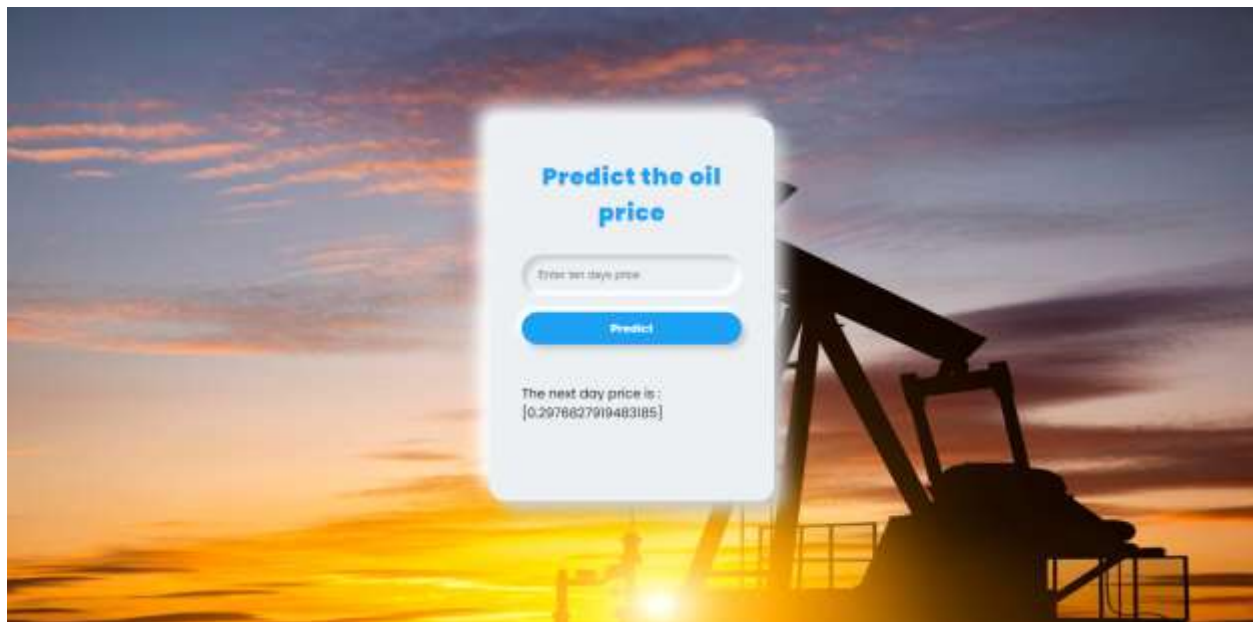 Predict the oil
price
Enter ten days price
Predict
The next day price is :
[0.2976827919483185]